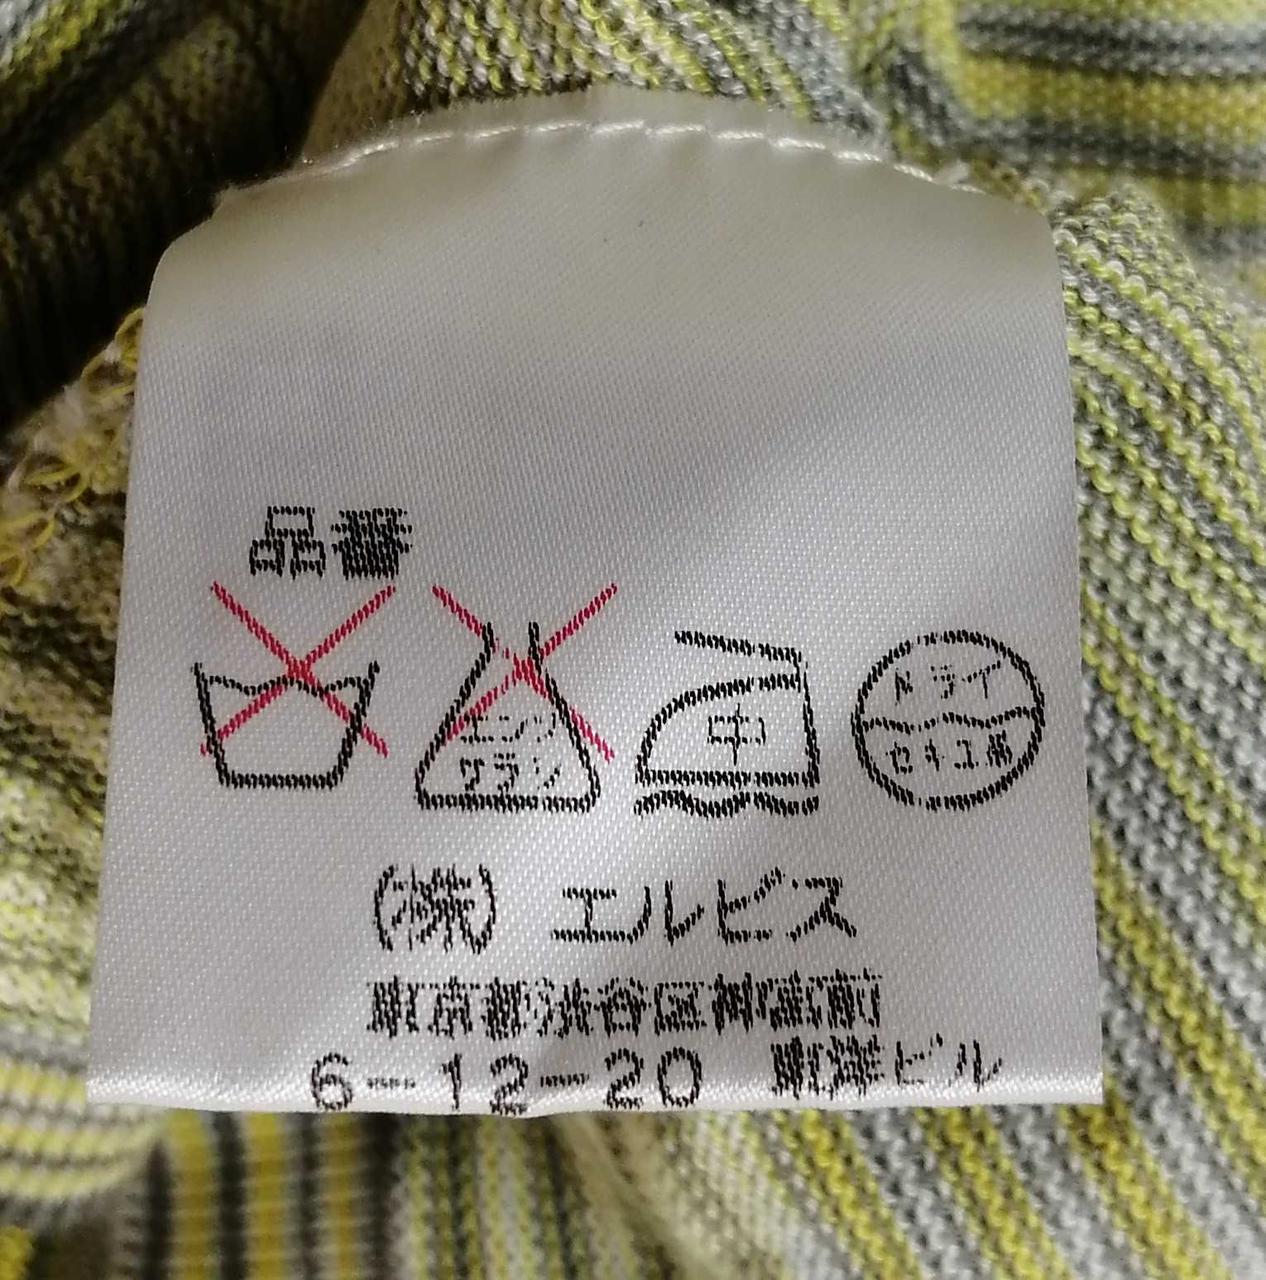 品番
エンソ サラシ 中 ドライ セキユ系
(株) エルビス
東京都渋谷区神宮前
6-12-20 東洋ビル